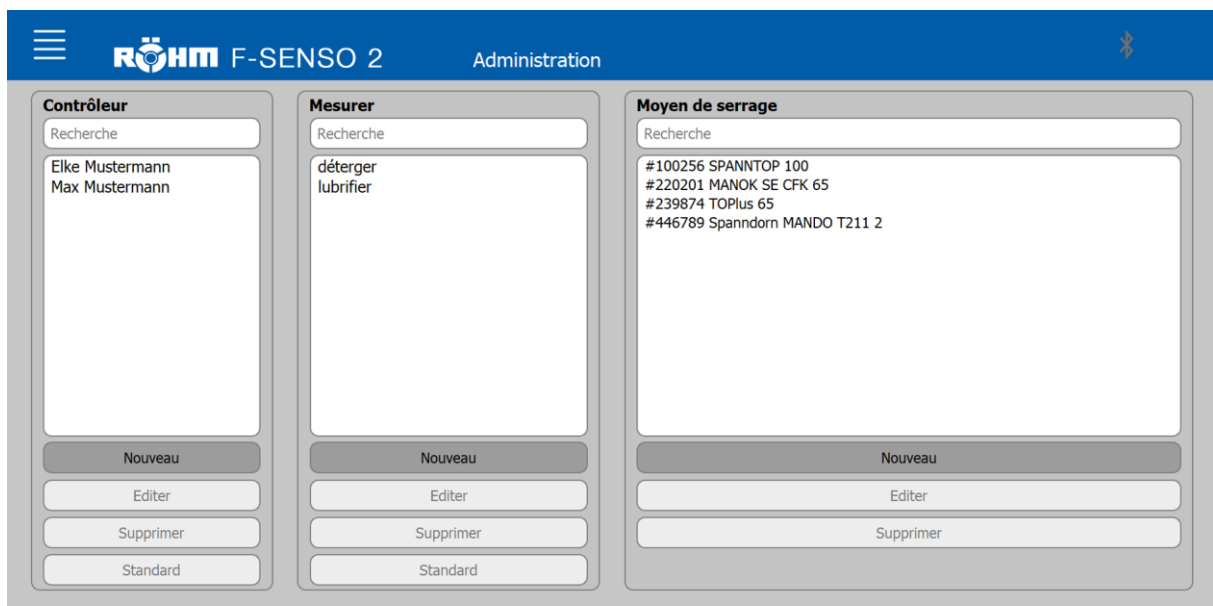 RÖHM F-SENSO 2
Administration
Contrôleur
Recherche
Elke Mustermann
Max Mustermann
Nouveau
Editer
Supprimer
Standard
Mesurer
Recherche
déterger
lubrifier
Nouveau
Editer
Supprimer
Standard
Moyen de serrage
Recherche
#100256 SPANNTOP 100
#220201 MANOK SE CFK 65
#239874 TOPlus 65
#446789 Spanndorn MANDO T211 2
Nouveau
Editer
Supprimer